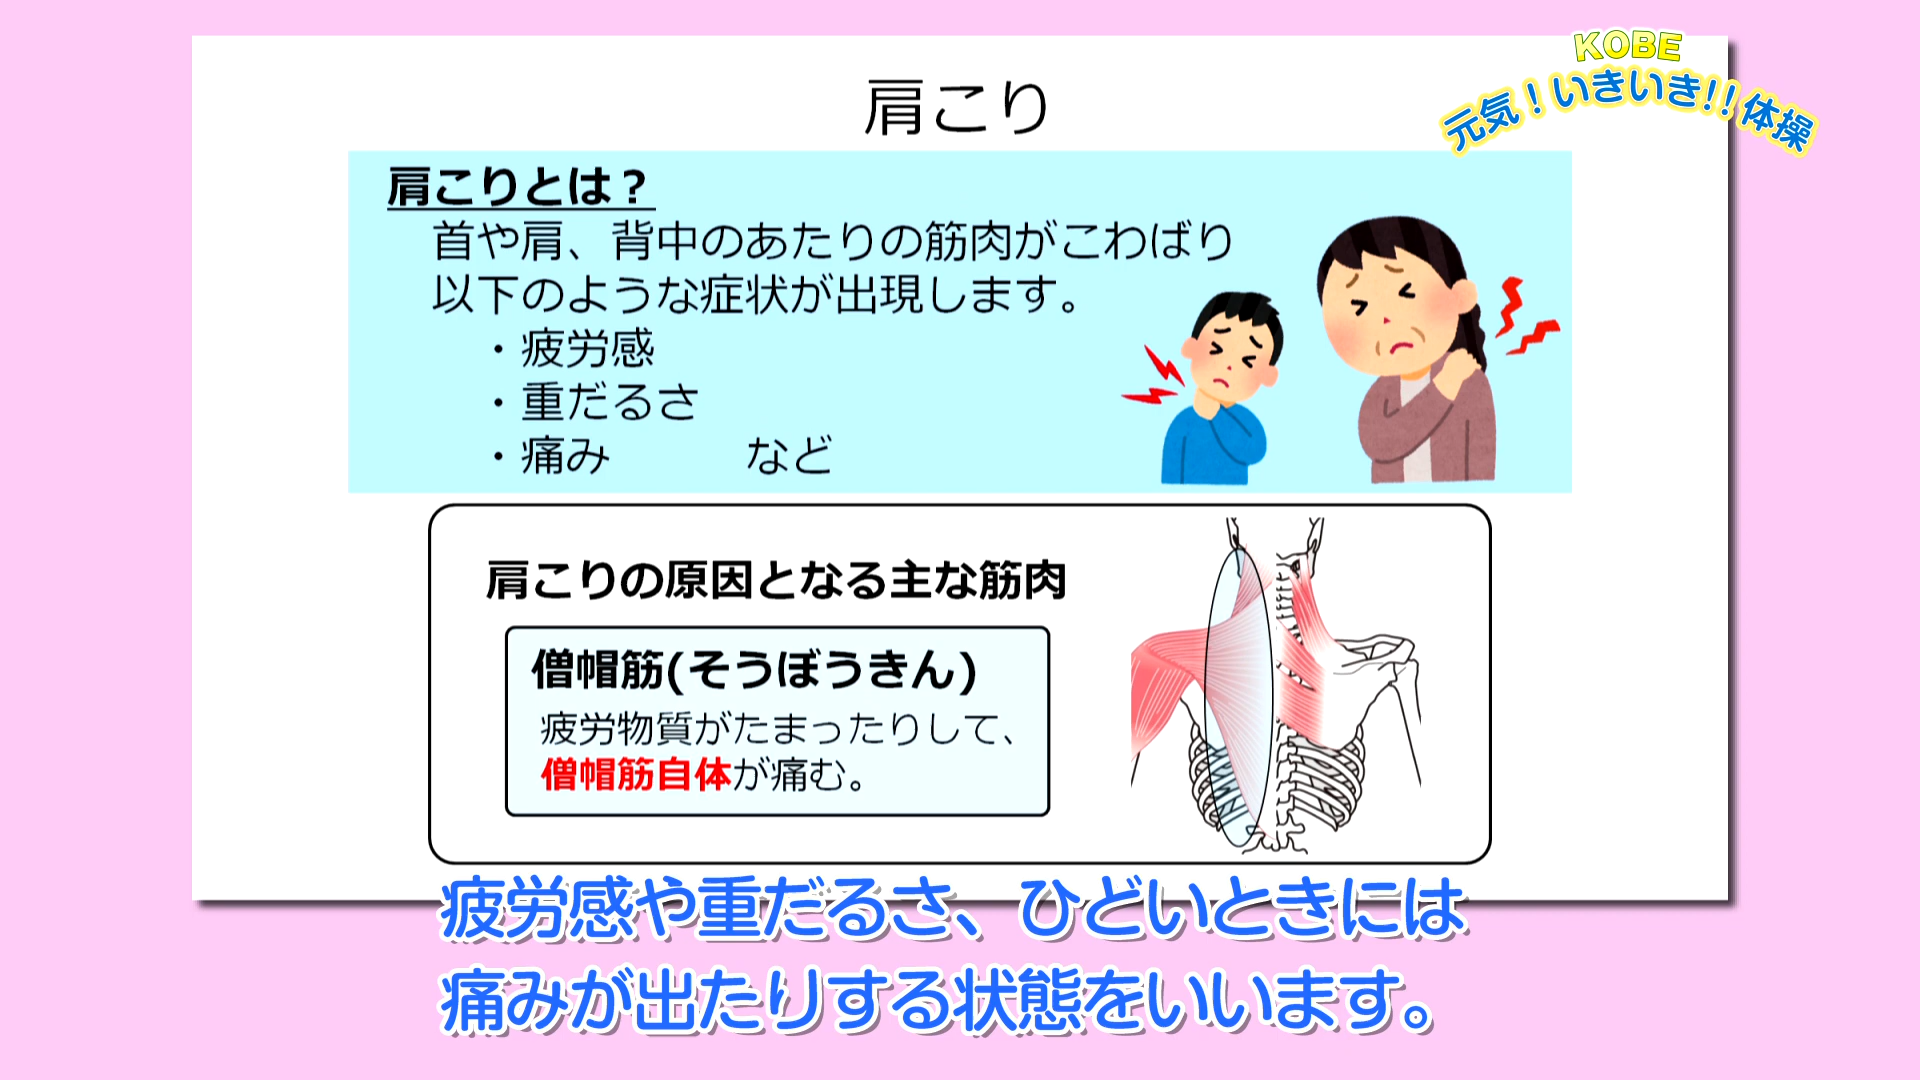 KOBE
元気！いきいき!!体操
肩こり
肩こりとは？
首や肩、背中のあたりの筋肉がこわばり
以下のような症状が出現します。
・疲労感
・重だるさ
・痛み　　　など
肩こりの原因となる主な筋肉
僧帽筋(そうぼうきん)
疲労物質がたまったりして、
僧帽筋自体が痛む。
疲労感や重だるさ、ひどいときには
痛みが出たりする状態をいいます。